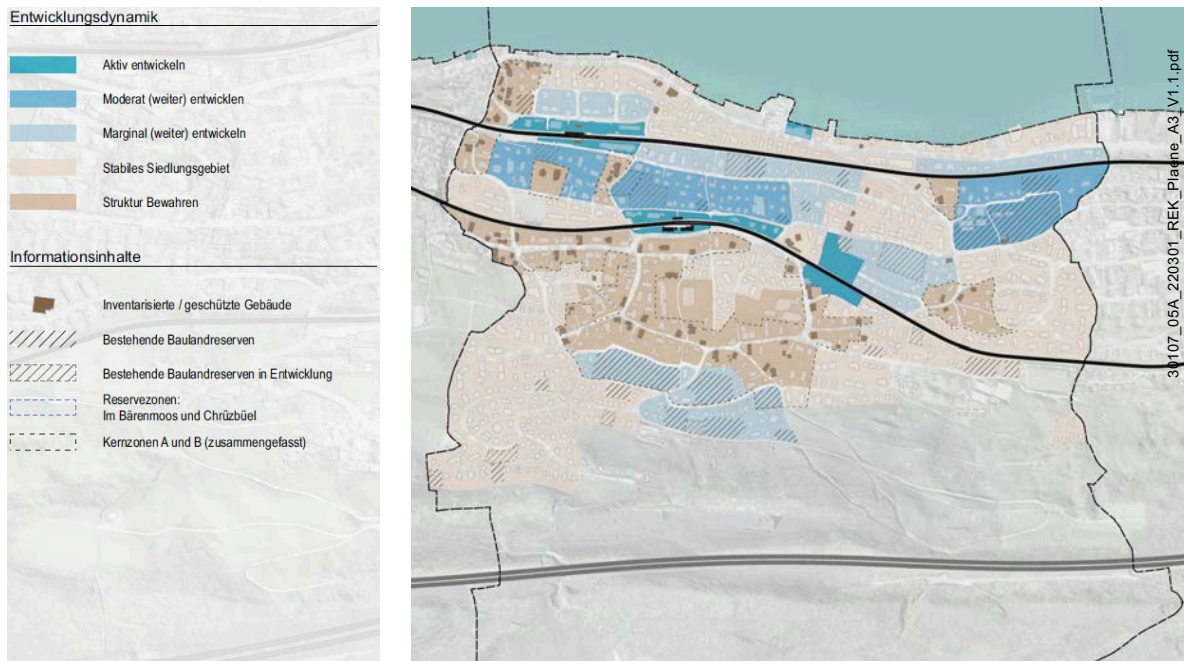 Entwicklungsdynamik
Aktiv entwickeln
Moderat (weiter) entwicklen
Marginal (weiter) entwickeln
Stabiles Siedlungsgebiet
Struktur Bewahren
Informationsinhalte
Inventarisierte / geschützte Gebäude
Bestehende Baulandreserven
Bestehende Baulandreserven in Entwicklung
Reservezonen:
Im Bärenmoos und Chrüzbüel
Kernzonen A und B (zusammengefasst)
30107_05A_220301_REK_Plaene_A3_V1.1.pdf